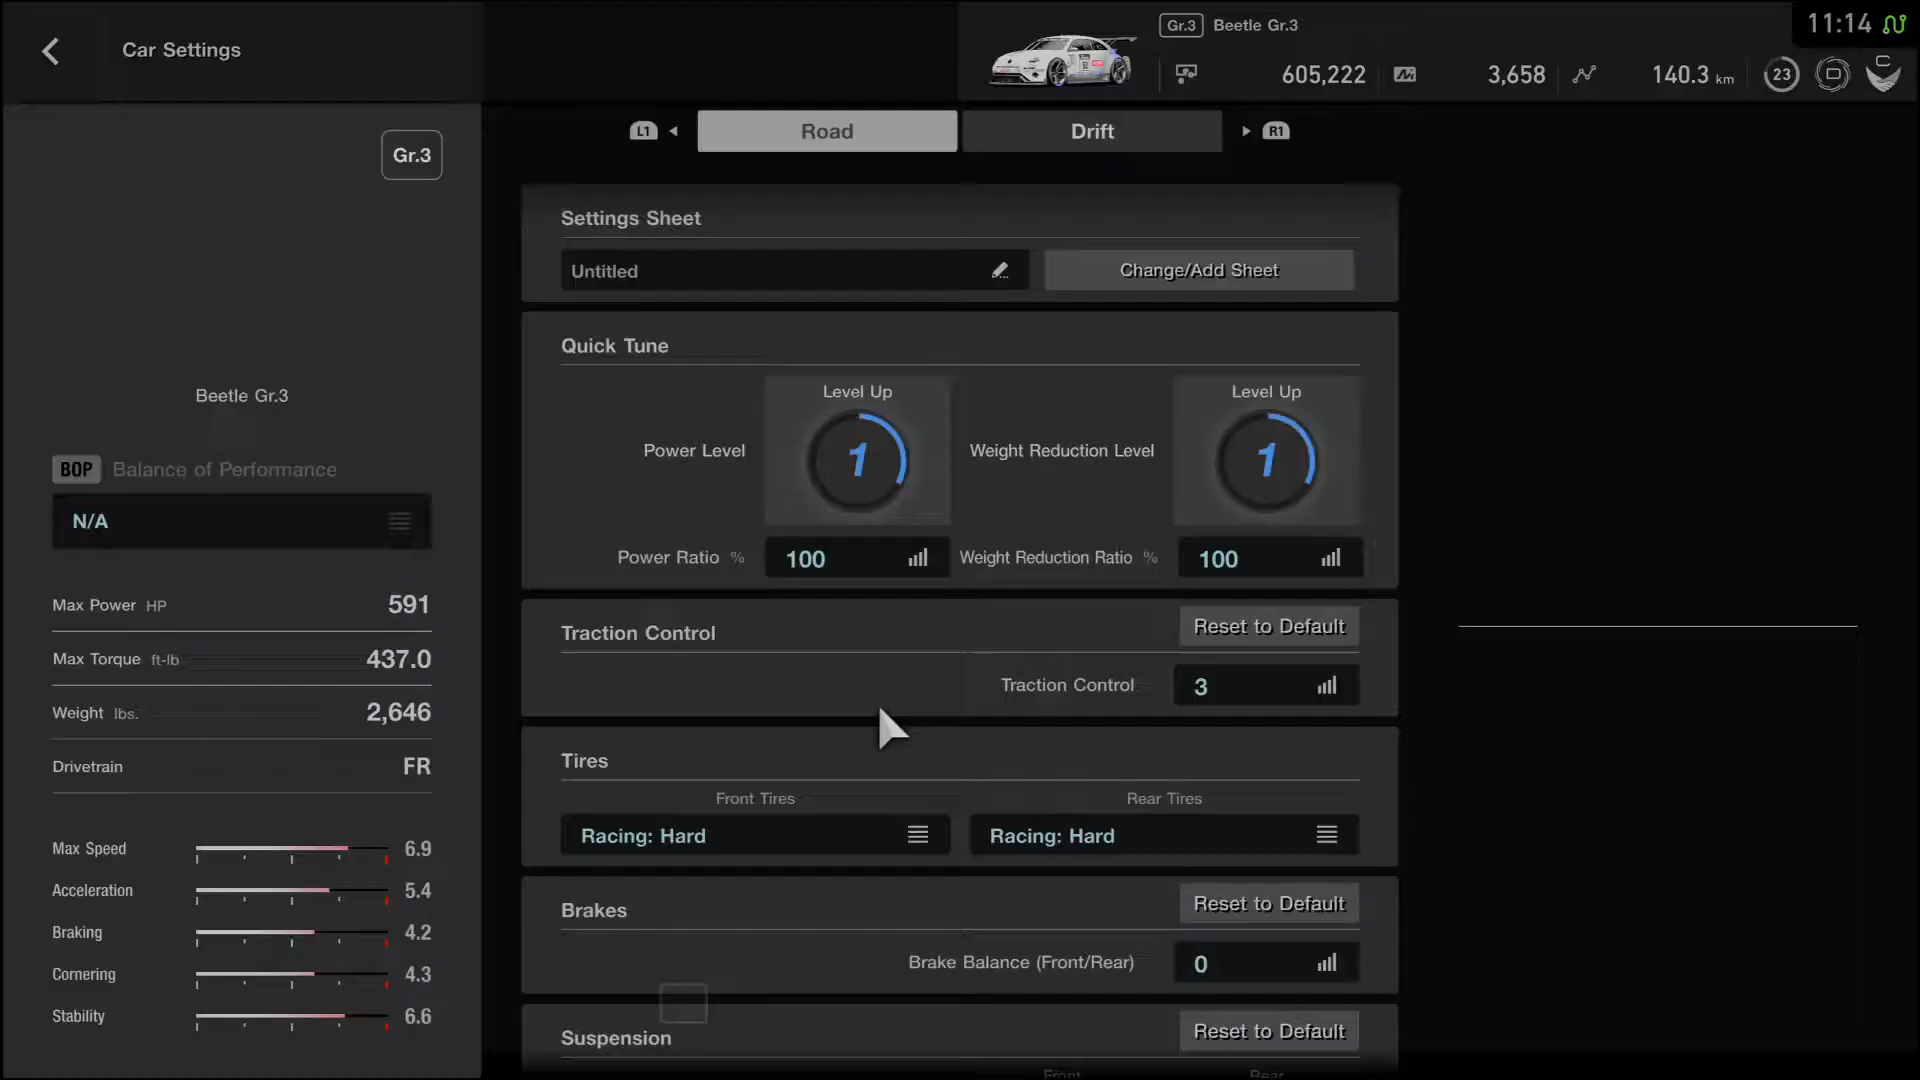 Car Settings
Gr.3 Beetle Gr.3
11:14
605,222 3,658 140.3 km 23 C
L1 Road Drift R1
Gr.3
Settings Sheet
Untitled Change/Add Sheet
Quick Tune
Level Up Level Up
Power Level 1 Weight Reduction Level 1
Power Ratio % 100 Weight Reduction Ratio % 100
Beetle Gr.3
BOP Balance of Performance
N/A
Max Power HP 591
Max Torque ft-lb 437.0
Weight lbs. 2,646
Drivetrain FR
Max Speed 6.9
Acceleration 5.4
Braking 4.2
Cornering 4.3
Stability 6.6
Traction Control Reset to Default
Traction Control 3
Tires
Front Tires Rear Tires
Racing: Hard Racing: Hard
Brakes Reset to Default
Brake Balance (Front/Rear) 0
Suspension Reset to Default
Front Rear